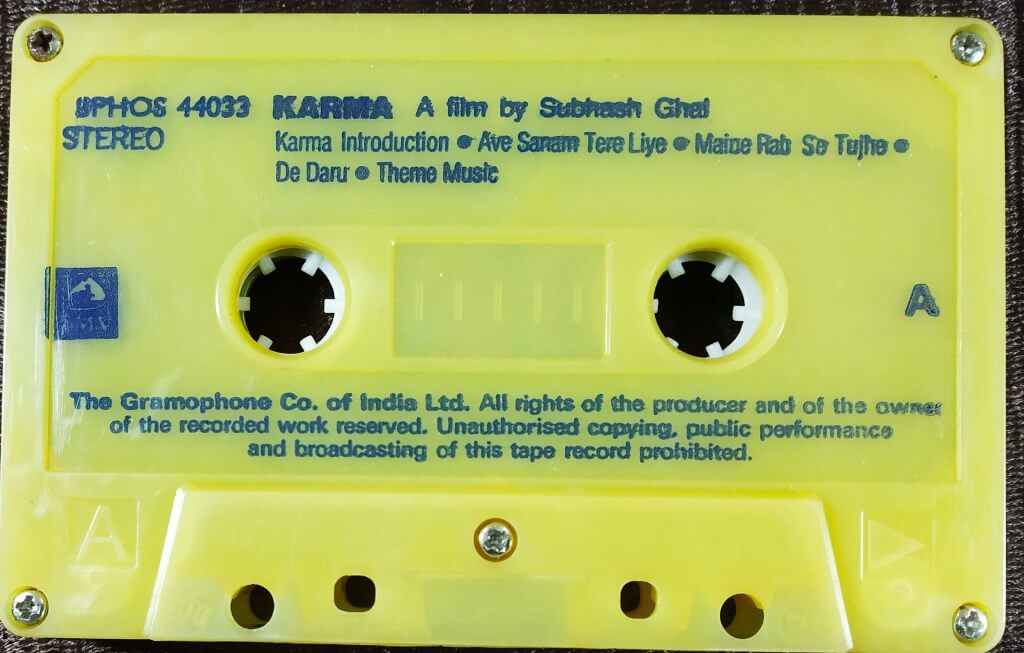 SPHOS 44033 KARMA A film by Subhash Ghai
STEREO
Karma Introduction • Aye Sanam Tere Liye • Maine Rab Se Tujhe •
De Daru • Theme Music
HMV
A
The Gramophone Co. of India Ltd. All rights of the producer and of the owner
of the recorded work reserved. Unauthorised copying, public performance
and broadcasting of this tape record prohibited.
A